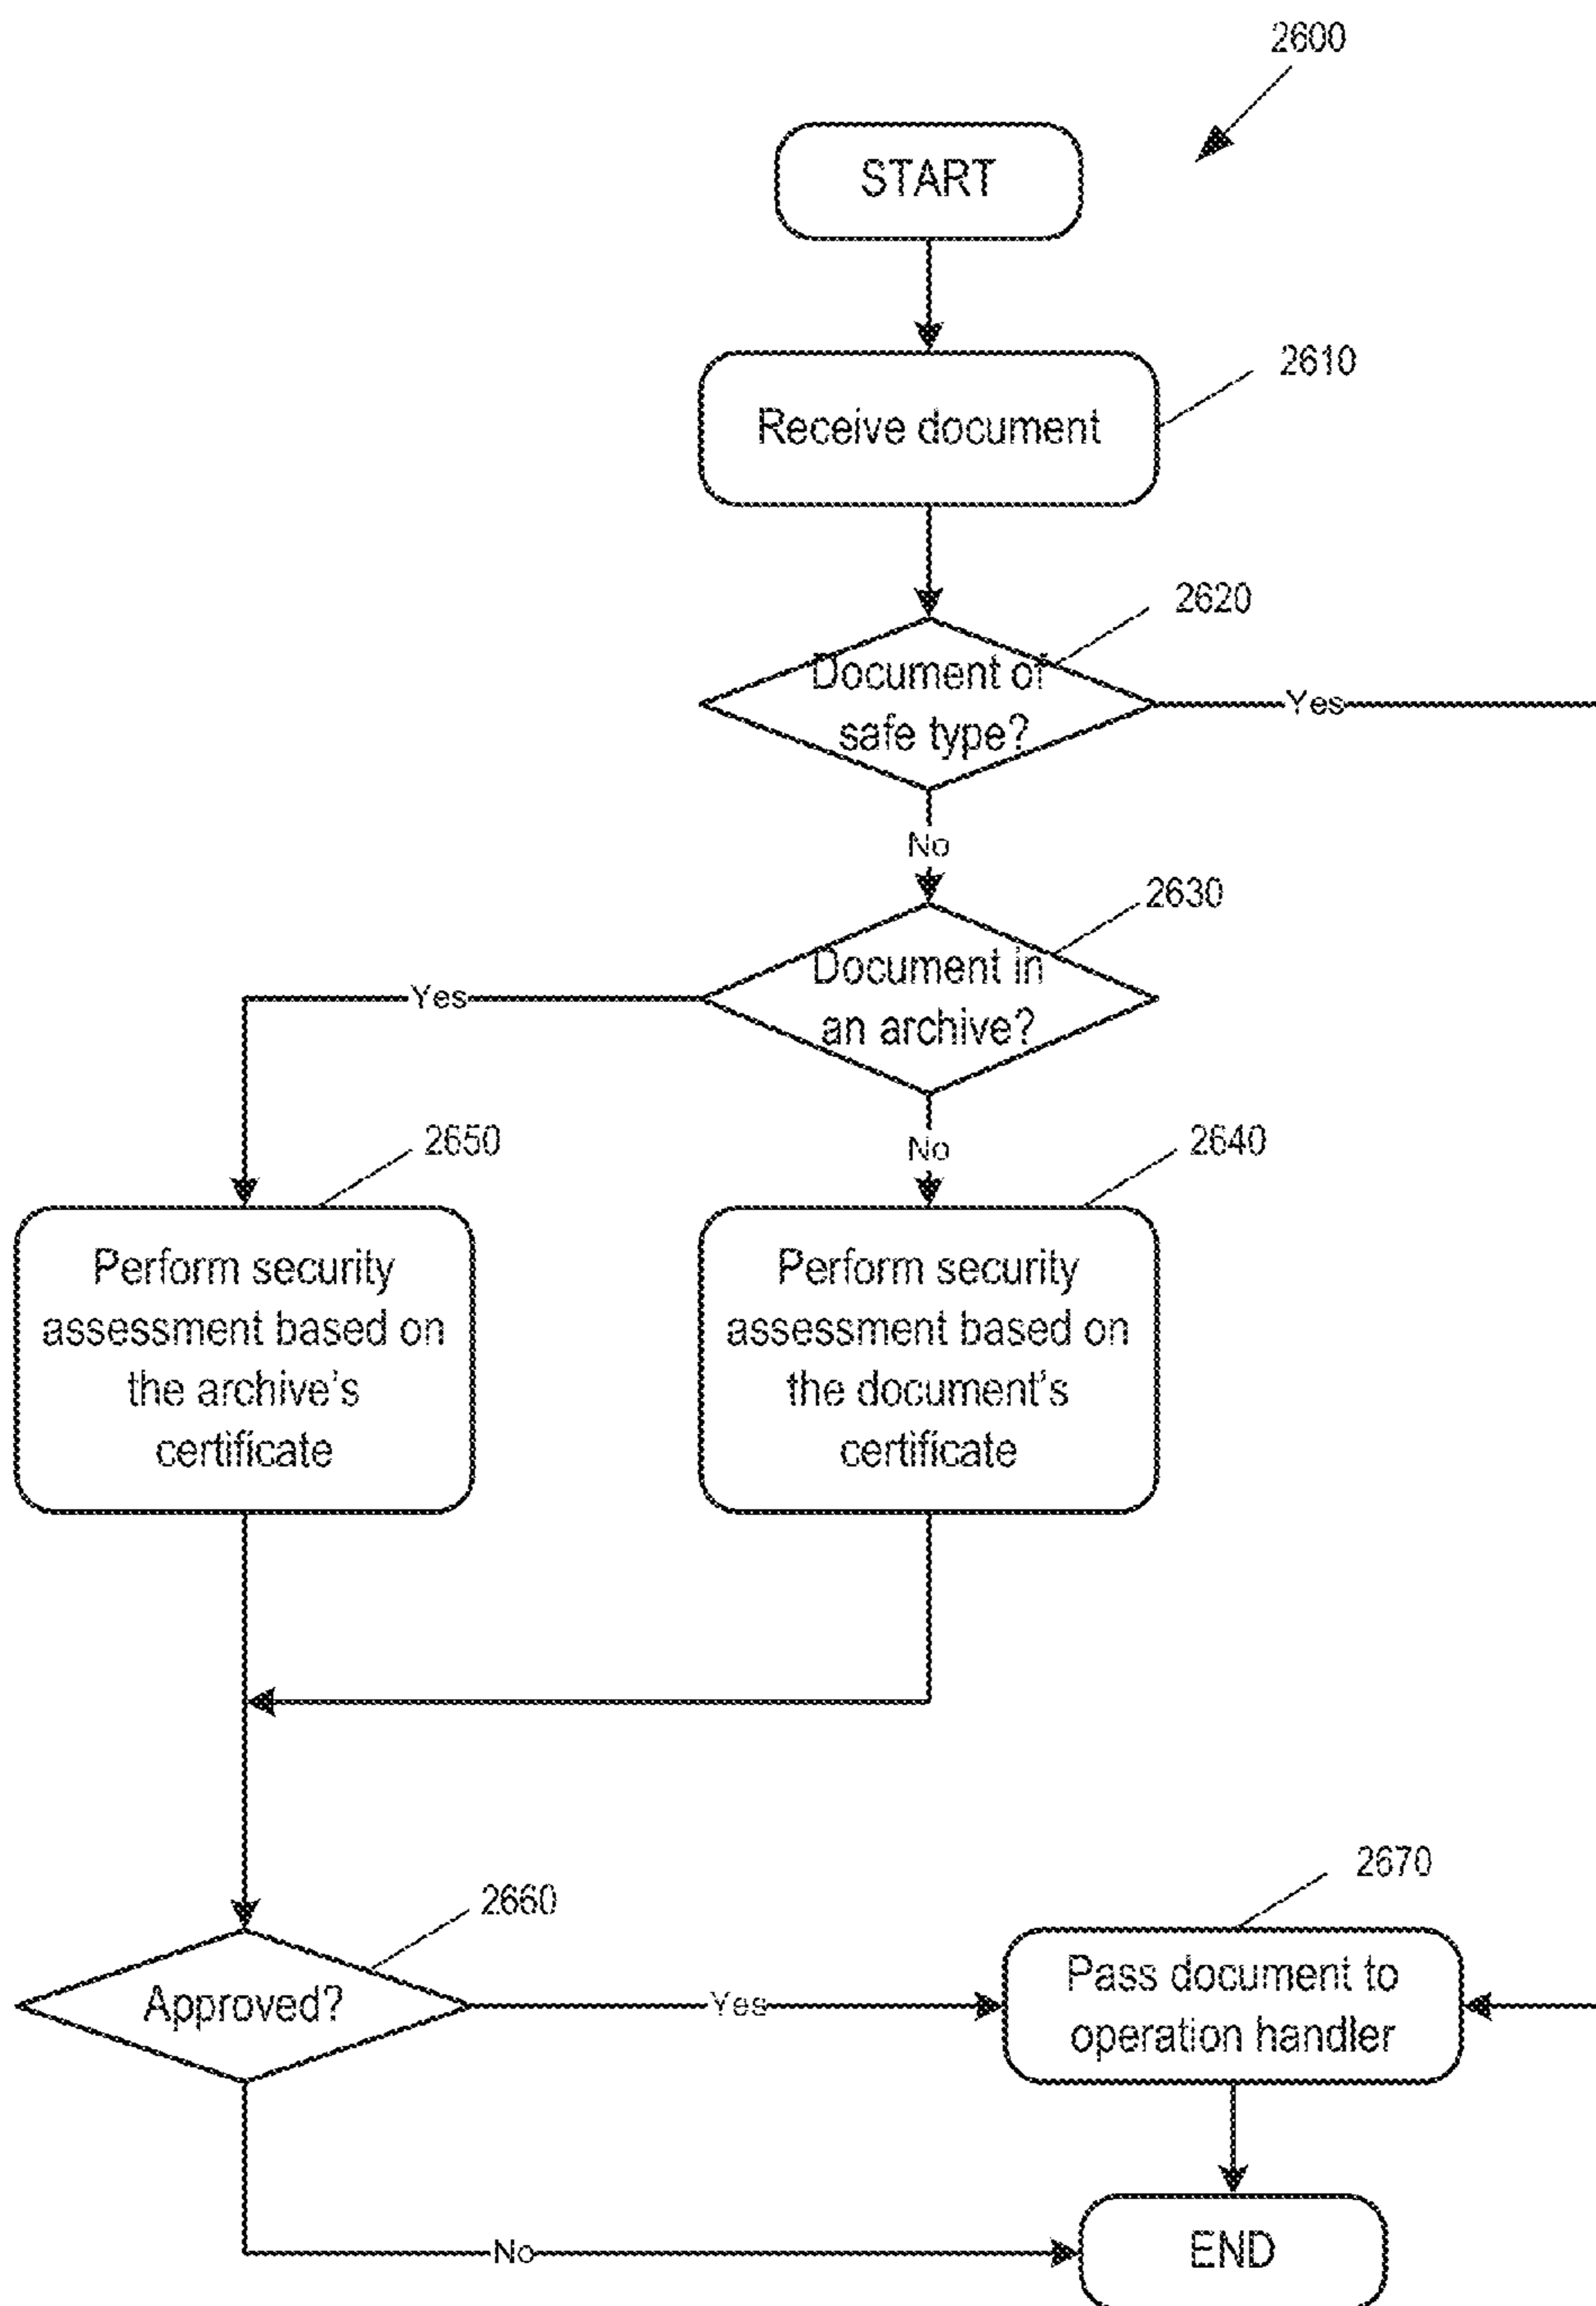 2600
START
2610
Receive document
2620
Document of
safe type?
Yes
No
2630
Document in
an archive?
Yes
No
2650
2640
Perform security
assessment based on
the archive's
certificate
Perform security
assessment based on
the document's
certificate
2660
2670
Approved?
Yes
Pass document to
operation handler
No
END